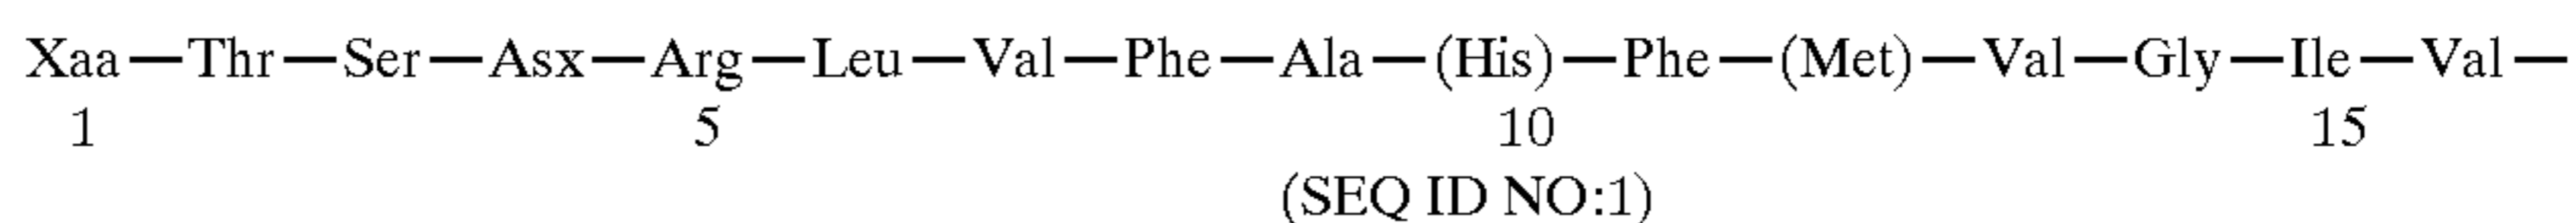 Xaa—Thr—Ser—Asx—Arg—Leu—Val—Phe—Ala—(His)—Phe—(Met)—Val—Gly—Ile—Val—
1 5 10 15
(SEQ ID NO:1)